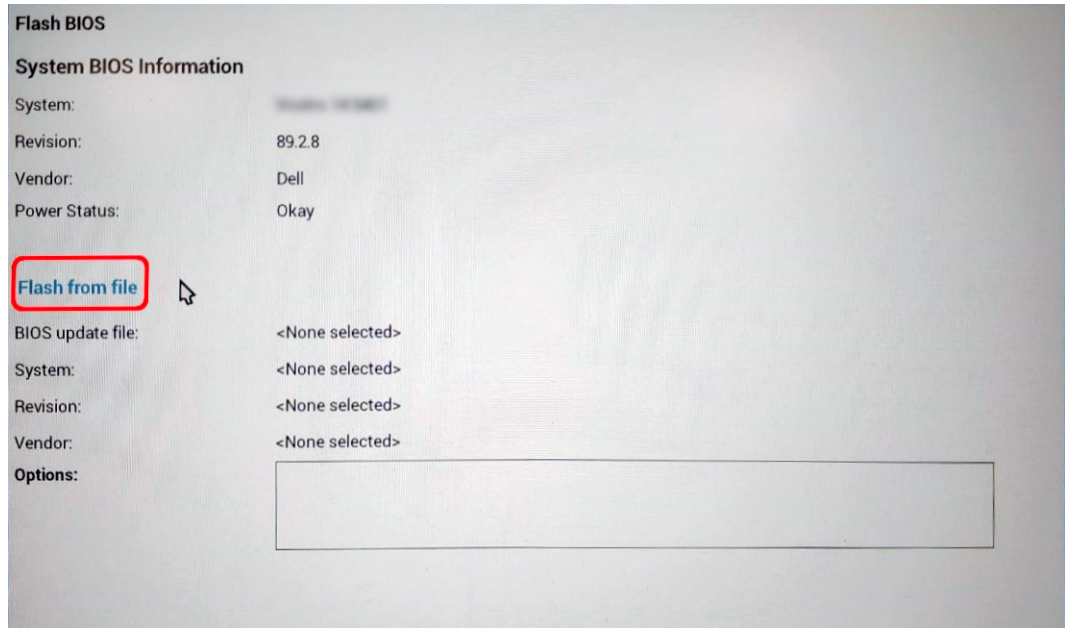 Flash BIOS
System BIOS Information
System:
Revision: 89.2.8
Vendor: Dell
Power Status: Okay
Flash from file
BIOS update file: <None selected>
System: <None selected>
Revision: <None selected>
Vendor: <None selected>
Options: